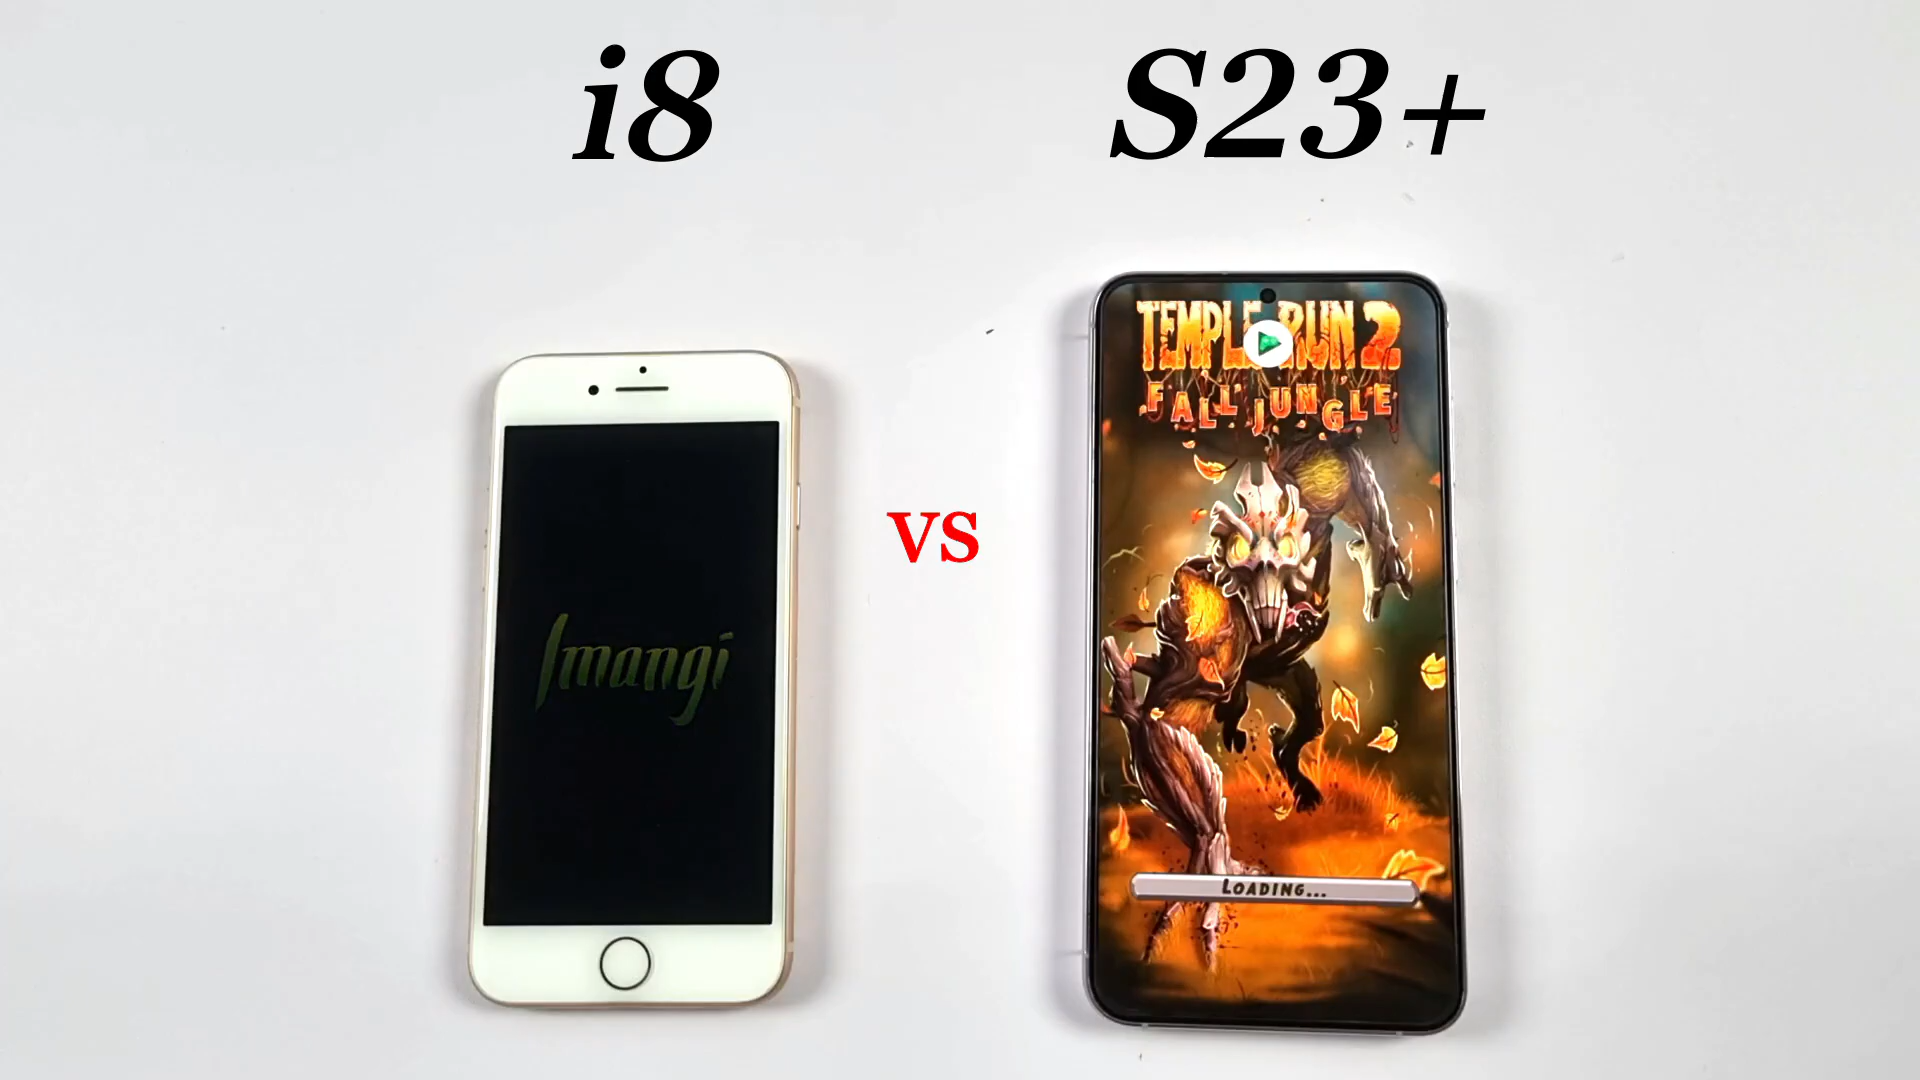 i8
S23+
VS
TEMPLE RUN 2
FALL JUNGLE
Imangi
LOADING...